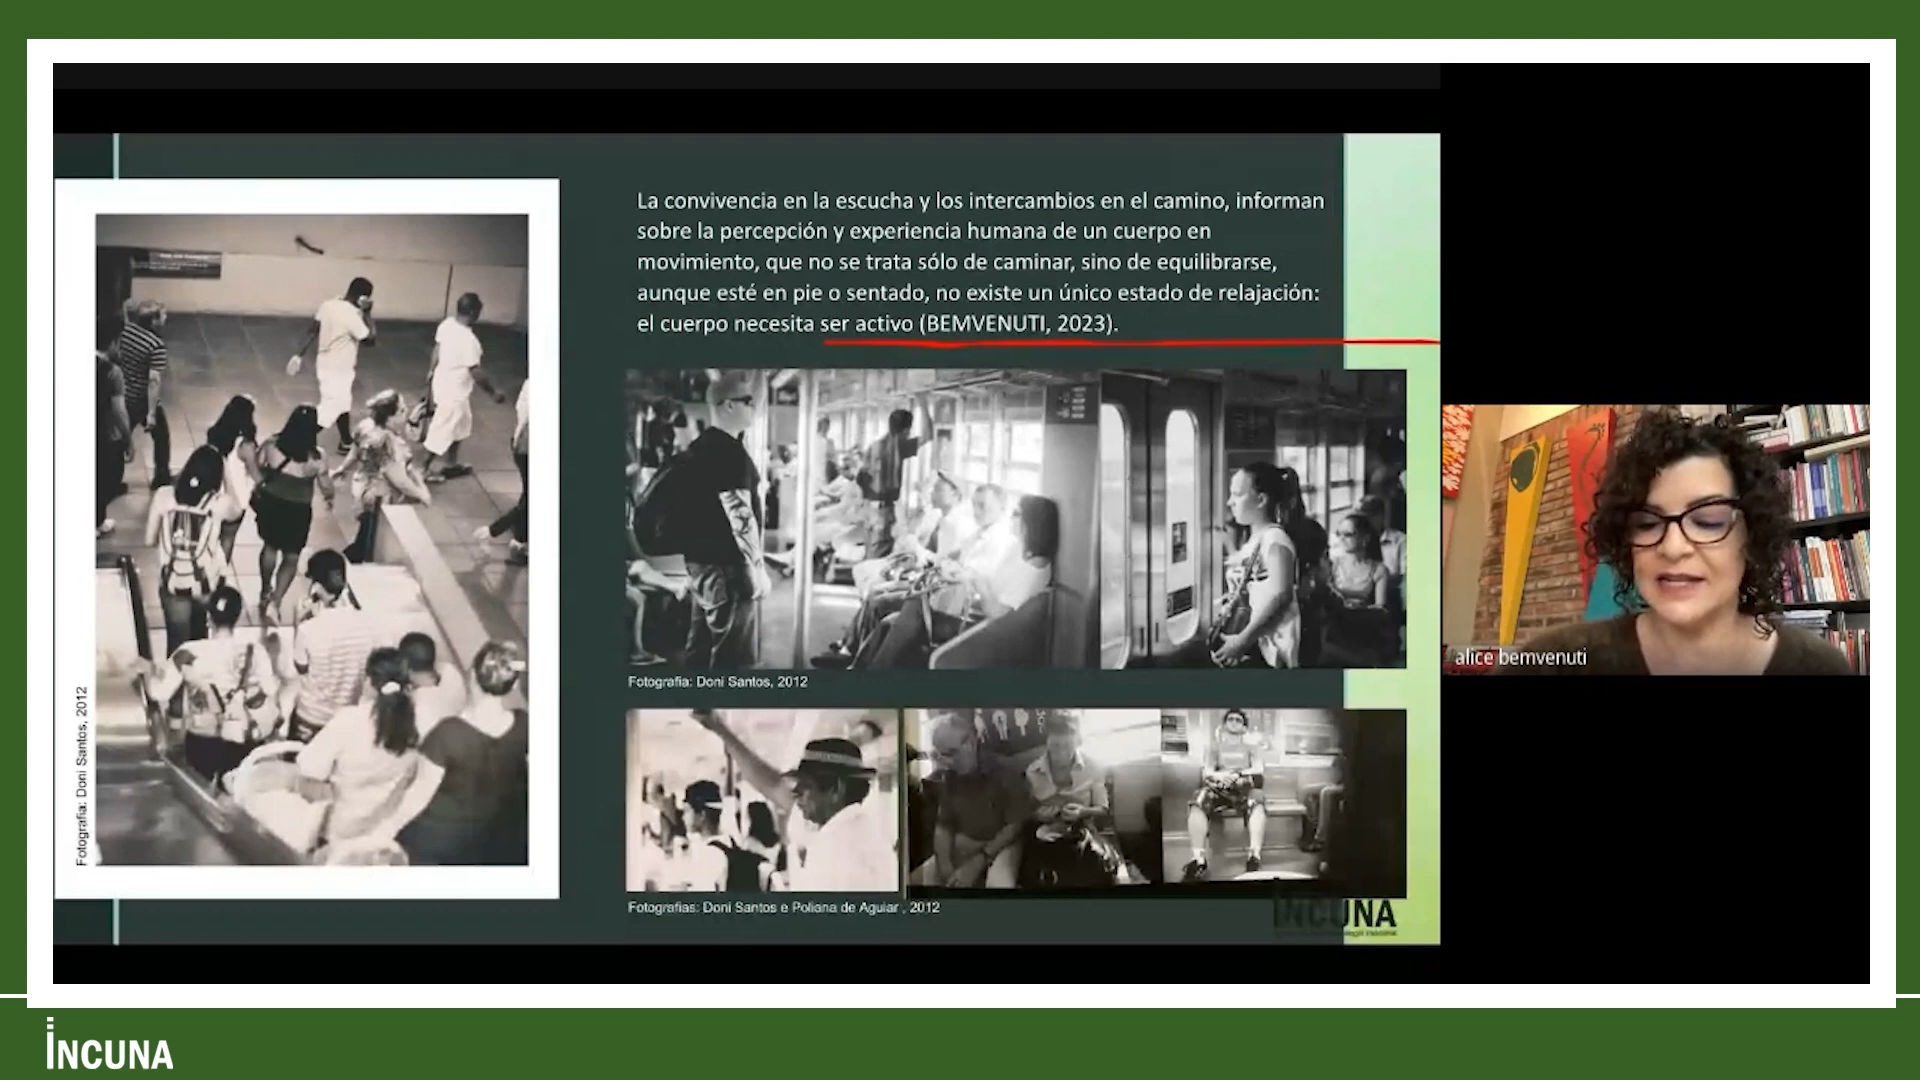 La convivencia en la escucha y los intercambios en el camino, informan
sobre la percepción y experiencia humana de un cuerpo en
movimiento, que no se trata sólo de caminar, sino de equilibrarse,
aunque esté en pie o sentado, no existe un único estado de relajación:
el cuerpo necesita ser activo (BEMVENUTI, 2023).
Fotografia: Doni Santos, 2012
Fotografia: Doni Santos, 2012
Fotografias: Doni Santos e Poliana de Aguiar , 2012
INCUNA
alice bemvenuti
INCUNA